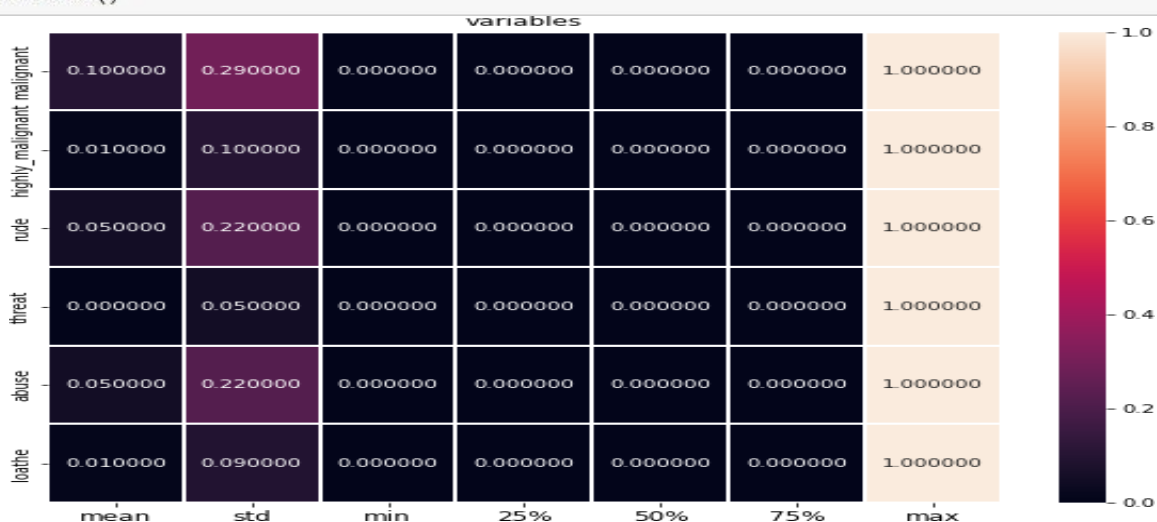 variables
malignant 0.100000 0.290000 0.000000 0.000000 0.000000 0.000000 1.000000
highly_malignant 0.010000 0.100000 0.000000 0.000000 0.000000 0.000000 1.000000
rude 0.050000 0.220000 0.000000 0.000000 0.000000 0.000000 1.000000
threat 0.000000 0.050000 0.000000 0.000000 0.000000 0.000000 1.000000
abuse 0.050000 0.220000 0.000000 0.000000 0.000000 0.000000 1.000000
loathe 0.010000 0.090000 0.000000 0.000000 0.000000 0.000000 1.000000
mean std min 25% 50% 75% max
1.0
0.8
0.6
0.4
0.2
0.0